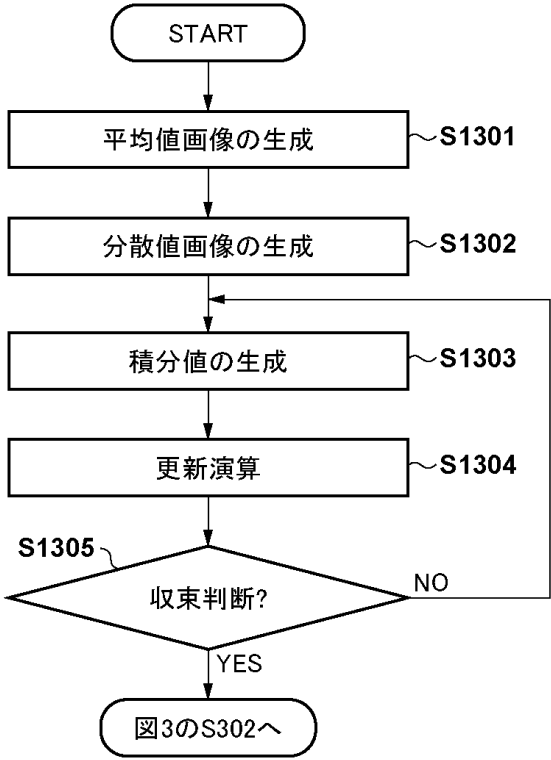 START
平均値画像の生成
S1301
分散値画像の生成
S1302
積分値の生成
S1303
更新演算
S1304
S1305
収束判断?
NO
YES
図3のS302へ